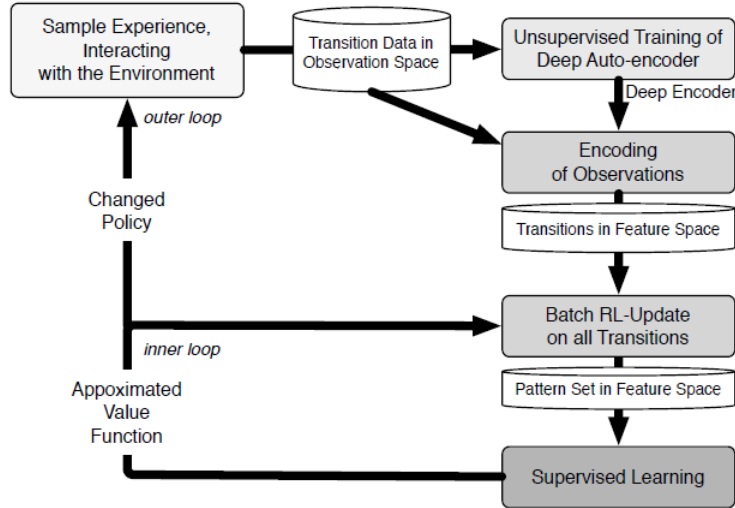 Sample Experience,
Interacting
with the Environment
Transition Data in
Observation Space
Unsupervised Training of
Deep Auto-encoder
Deep Encoder
outer loop
Encoding
of Observations
Changed
Policy
Transitions in Feature Space
Batch RL-Update
on all Transitions
inner loop
Pattern Set in Feature Space
Appoximated
Value
Function
Supervised Learning